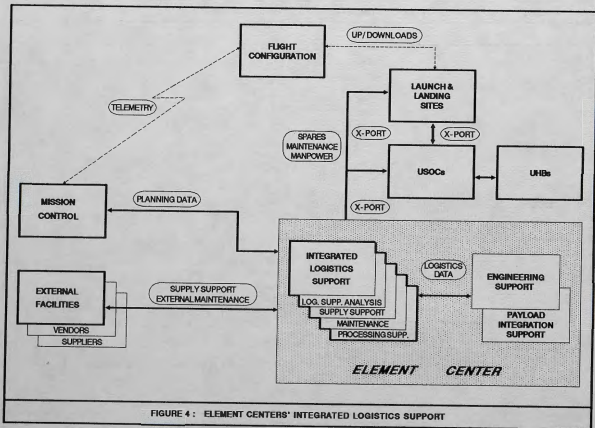 UP/DOWNLOADS
FLIGHT
CONFIGURATION
LAUNCH &
LANDING
SITES
TELEMETRY
SPARES
MAINTENANCE
MANPOWER
X-PORT
X-PORT
USOCs
UHBs
X-PORT
MISSION
CONTROL
PLANNING DATA
EXTERNAL
FACILITIES
VENDORS
SUPPLIERS
SUPPLY SUPPORT
EXTERNAL MAINTENANCE
INTEGRATED
LOGISTICS
SUPPORT
LOG. SUPP. ANALYSIS
SUPPLY SUPPORT
MAINTENANCE
PROCESSING SUPP.
LOGISTICS
DATA
ENGINEERING
SUPPORT
PAYLOAD
INTEGRATION
SUPPORT
ELEMENT CENTER
FIGURE 4 : ELEMENT CENTERS' INTEGRATED LOGISTICS SUPPORT